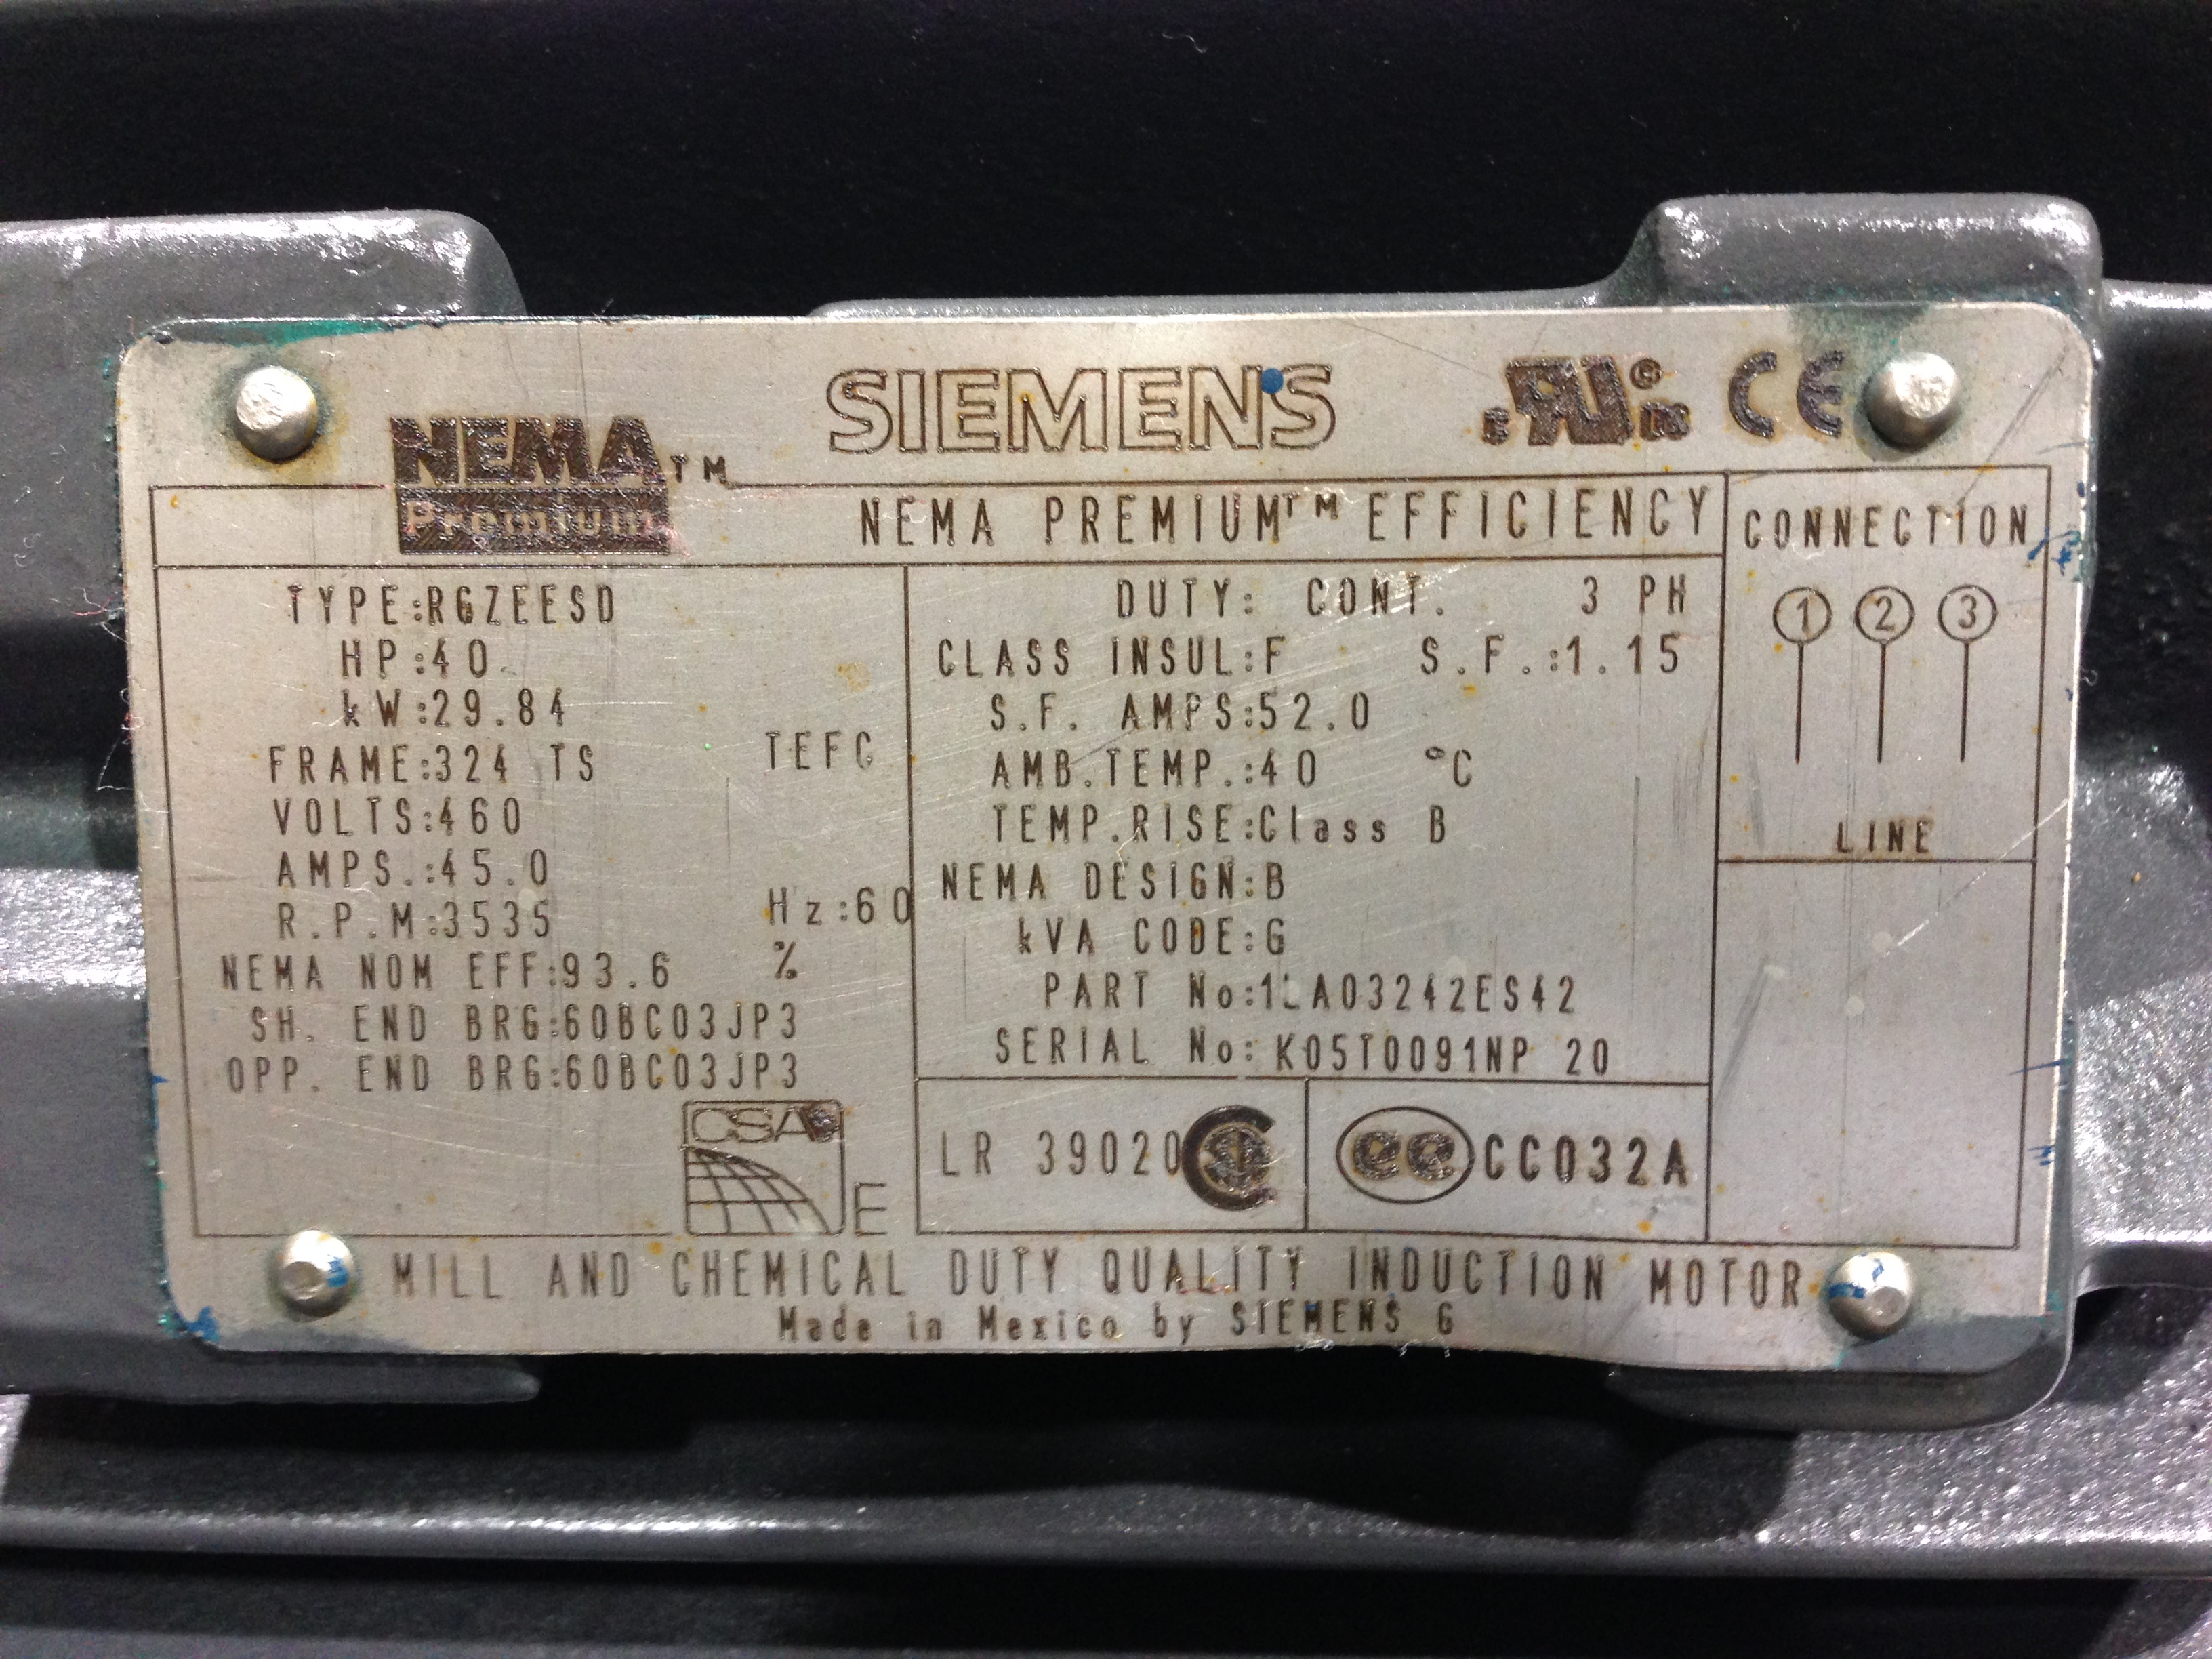 SIEMENS
NEMA™
Premium
NEMA PREMIUM™ EFFICIENCY
TYPE:RGZEESD
HP:40
kW:29.84
FRAME:324 TS TEFC
VOLTS:460
AMPS.:45.0
R.P.M:3535 Hz:60
NEMA NOM EFF:93.6 %
SH. END BRG:60BC03JP3
OPP. END BRG:60BC03JP3
CSA®
E
DUTY: CONT. 3 PH
CLASS INSUL:F S.F.:1.15
S.F. AMPS:52.0
AMB.TEMP.:40 °C
TEMP.RISE:Class B
NEMA DESIGN:B
kVA CODE:G
PART No:1LA03242ES42
SERIAL No: K05T0091NP 20
LR 39020
ee CC032A
CONNECTION
1 2 3
LINE
MILL AND CHEMICAL DUTY QUALITY INDUCTION MOTOR
Made in Mexico by SIEMENS G
CE